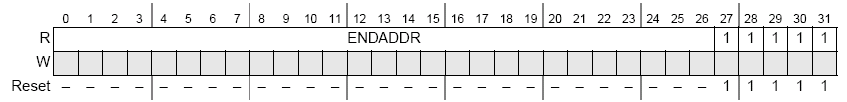 0 1 2 3 4 5 6 7 8 9 10 11 12 13 14 15 16 17 18 19 20 21 22 23 24 25 26 27 28 29 30 31
R ENDADDR 1 1 1 1 1
W
Reset – – – – – – – – – – – – – – – – – – – – – – – – – – – 1 1 1 1 1